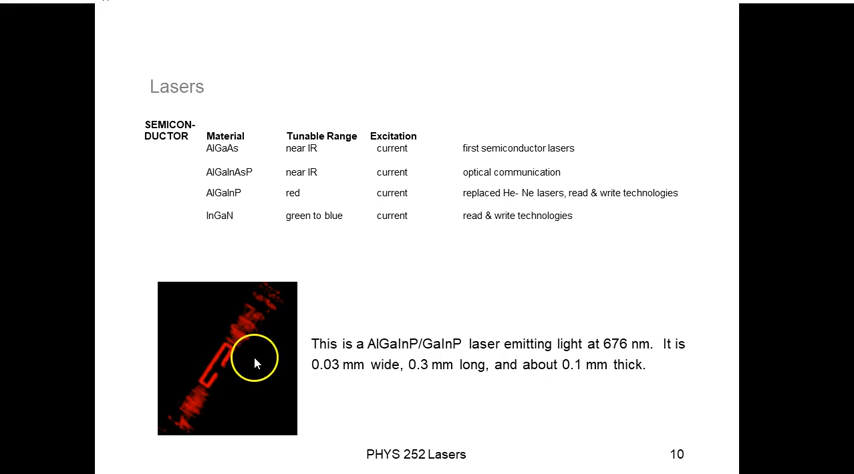 Lasers
SEMICON-
DUCTOR Material Tunable Range Excitation
AlGaAs near IR current first semiconductor lasers
AlGaInAsP near IR current optical communication
AlGaInP red current replaced He- Ne lasers, read & write technologies
InGaN green to blue current read & write technologies
This is a AlGaInP/GaInP laser emitting light at 676 nm. It is
0.03 mm wide, 0.3 mm long, and about 0.1 mm thick.
PHYS 252 Lasers 10